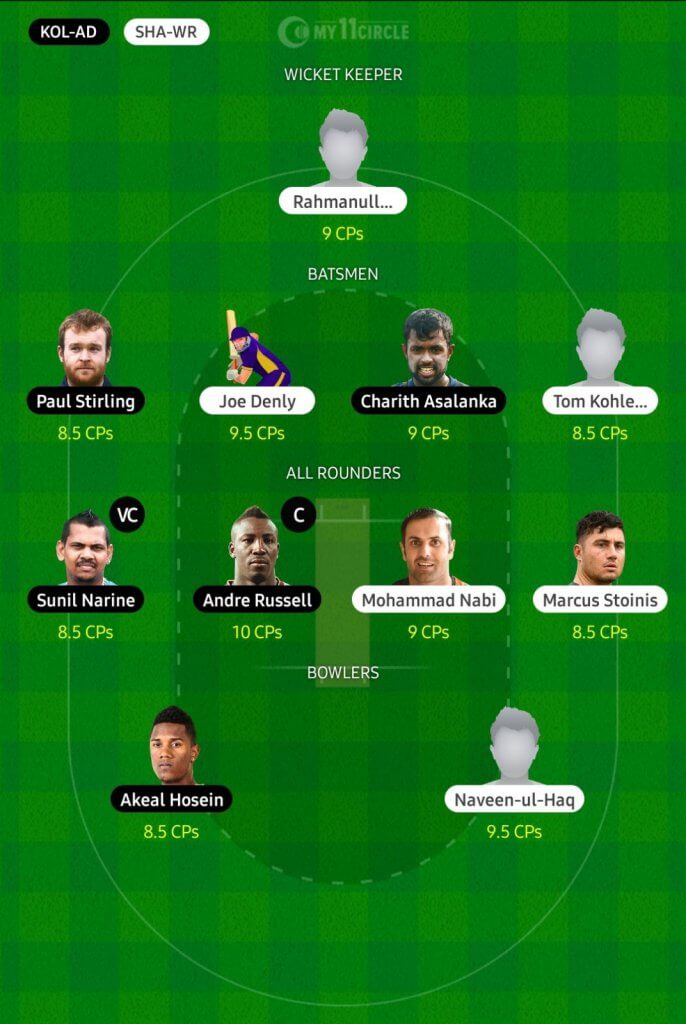 KOL-AD SHA-WR MY11CIRCLE
WICKET KEEPER
Rahmanull...
9 CPs
BATSMEN
Paul Stirling Joe Denly Charith Asalanka Tom Kohle...
8.5 CPs 9.5 CPs 9 CPs 8.5 CPs
ALL ROUNDERS
VC C
Sunil Narine Andre Russell Mohammad Nabi Marcus Stoinis
8.5 CPs 10 CPs 9 CPs 8.5 CPs
BOWLERS
Akeal Hosein Naveen-ul-Haq
8.5 CPs 9.5 CPs